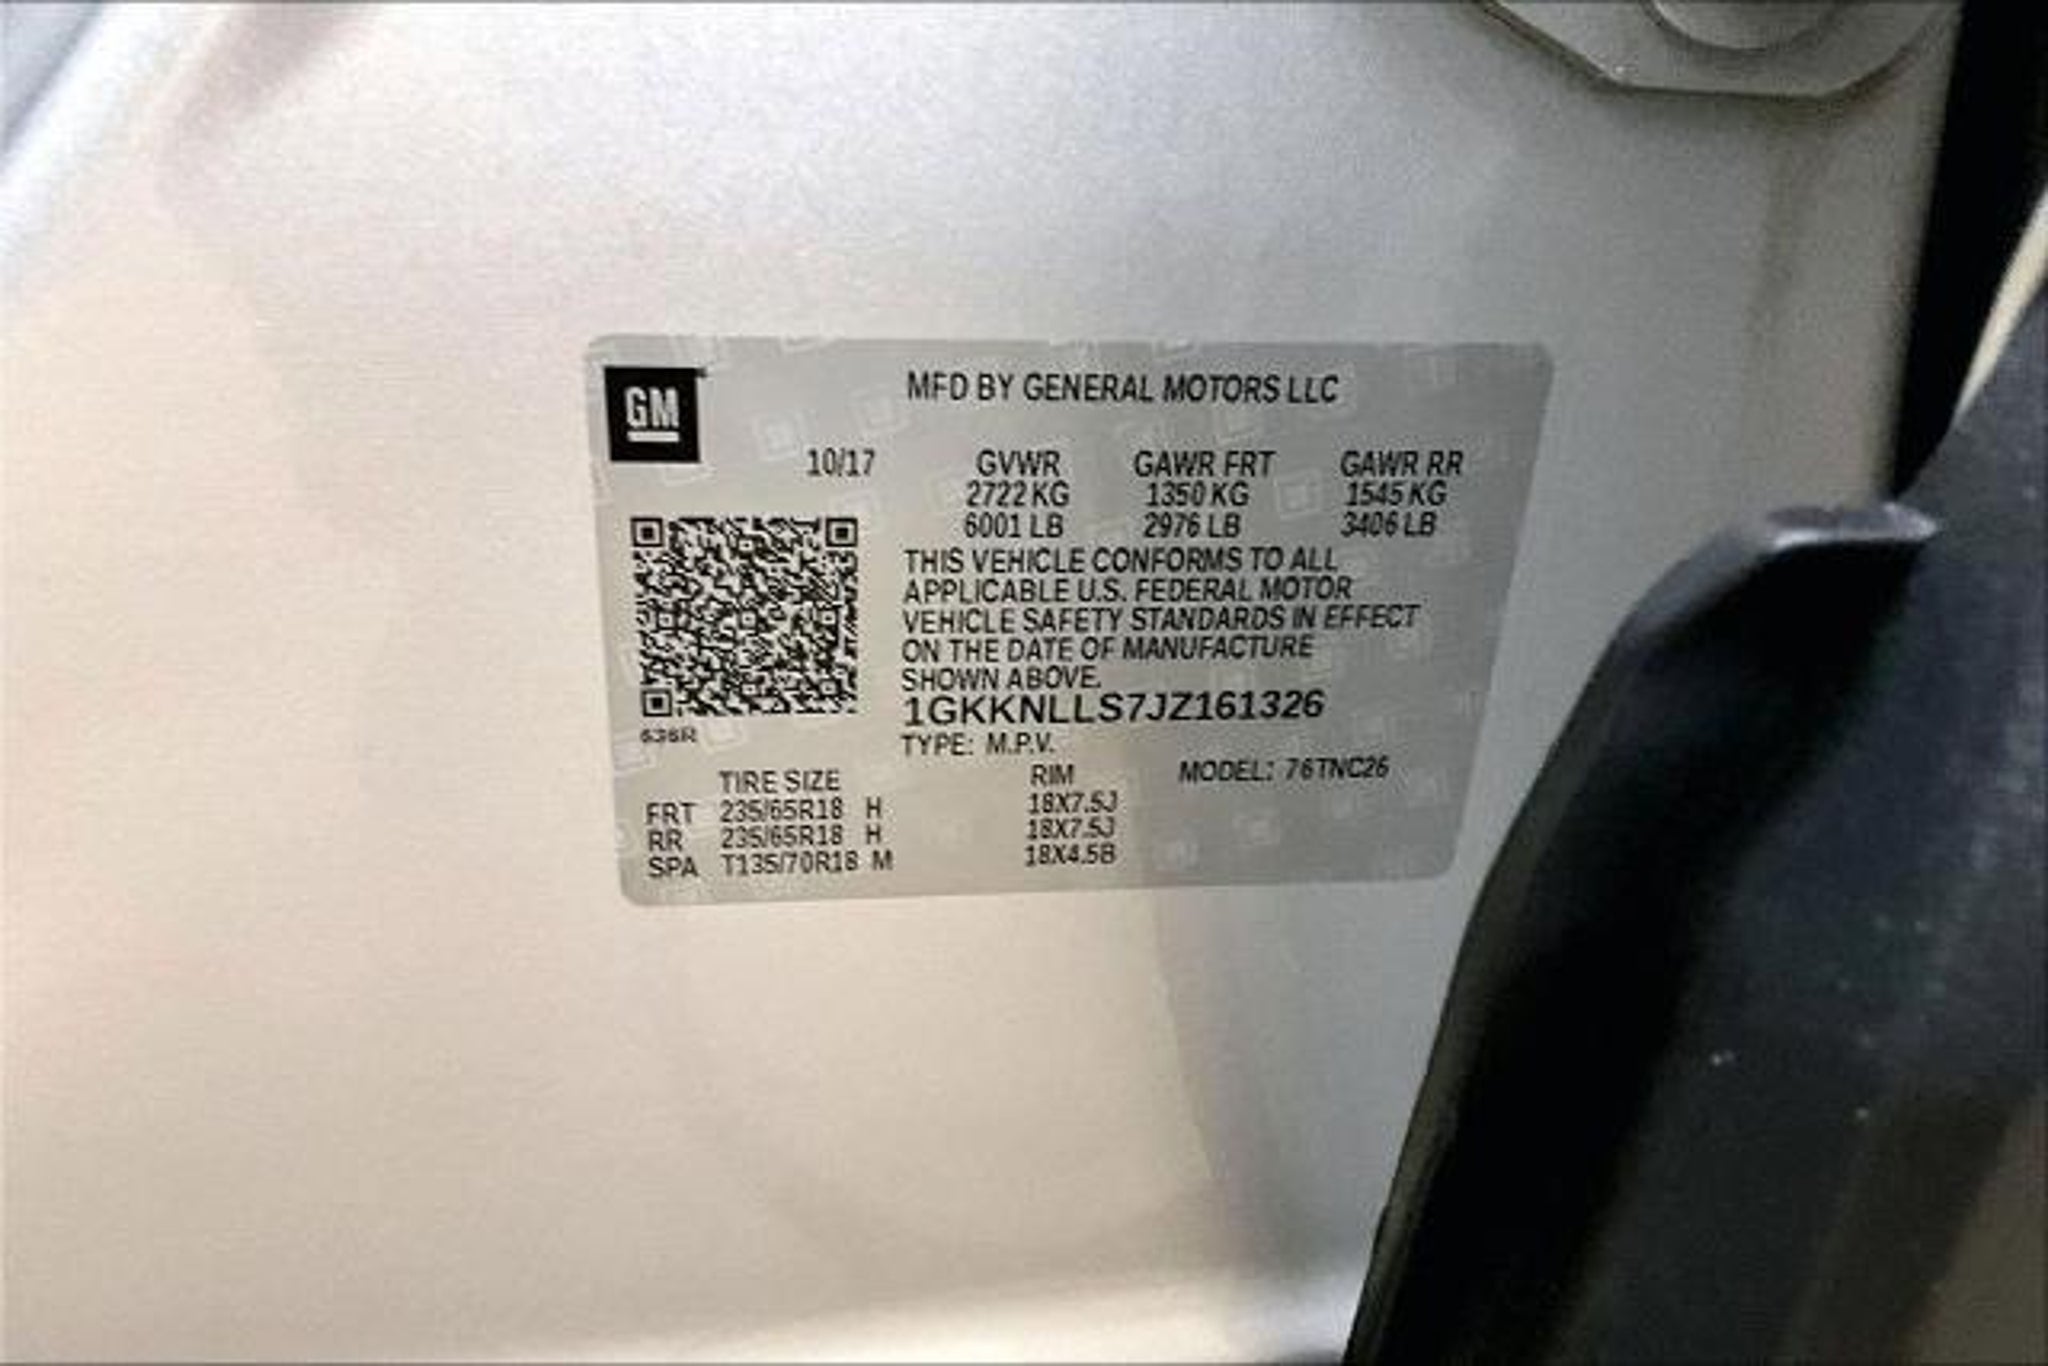 GM
MFD BY GENERAL MOTORS LLC
10/17 GVWR GAWR FRT GAWR RR
2722 KG 1350 KG 1545 KG
6001 LB 2976 LB 3406 LB
THIS VEHICLE CONFORMS TO ALL
APPLICABLE U.S. FEDERAL MOTOR
VEHICLE SAFETY STANDARDS IN EFFECT
ON THE DATE OF MANUFACTURE
SHOWN ABOVE.
1GKKNLLS7JZ161326
636R
TYPE: M.P.V.
TIRE SIZE RIM MODEL: 76TNC26
FRT 235/65R18 H 18X7.5J
RR 235/65R18 H 18X7.5J
SPA T135/70R18 M 18X4.5B